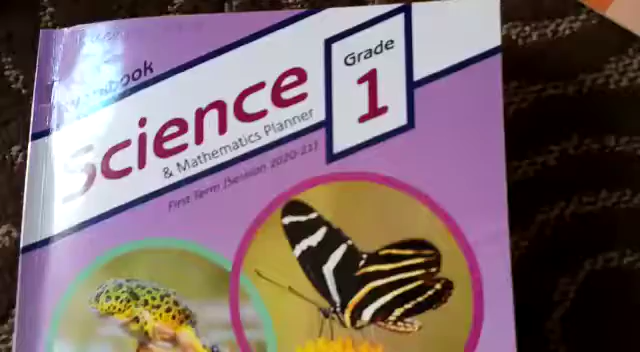 Science
Grade
1
& Mathematics Planner
First Term (Session 2020-21)